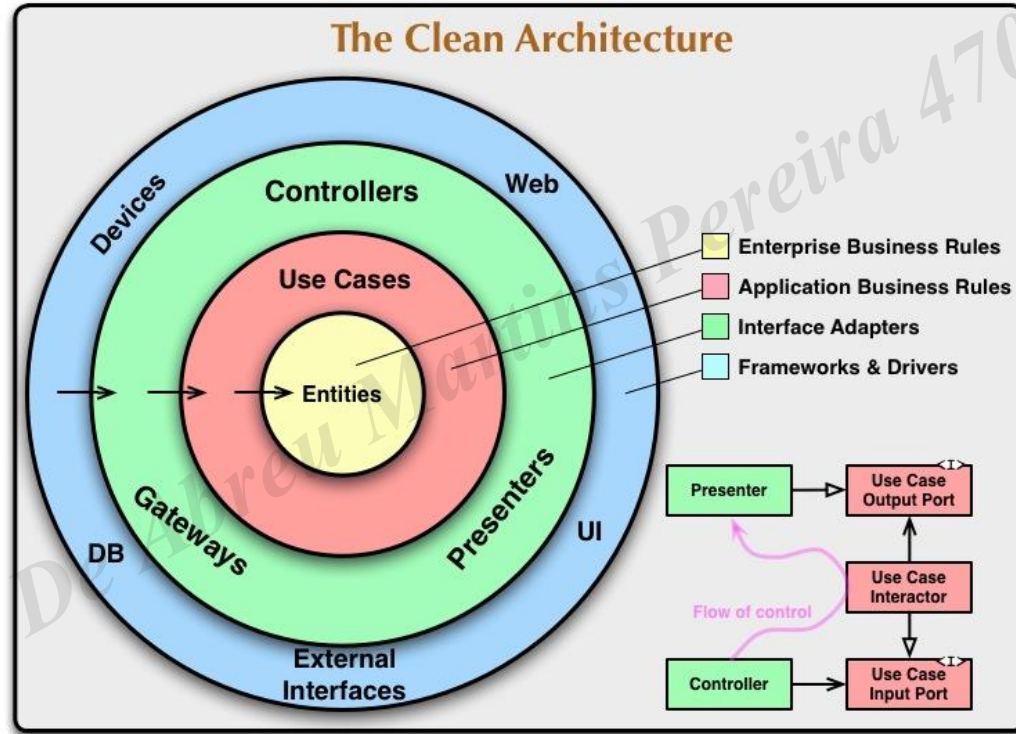 The Clean Architecture
Devices
Controllers
Web
Use Cases
Entities
Gateways
Presenters
DB
UI
External
Interfaces
Enterprise Business Rules
Application Business Rules
Interface Adapters
Frameworks & Drivers
Presenter
<I>
Use Case
Output Port
Flow of control
Use Case
Interactor
Controller
<I>
Use Case
Input Port
De Abreu Martins Pereira 470